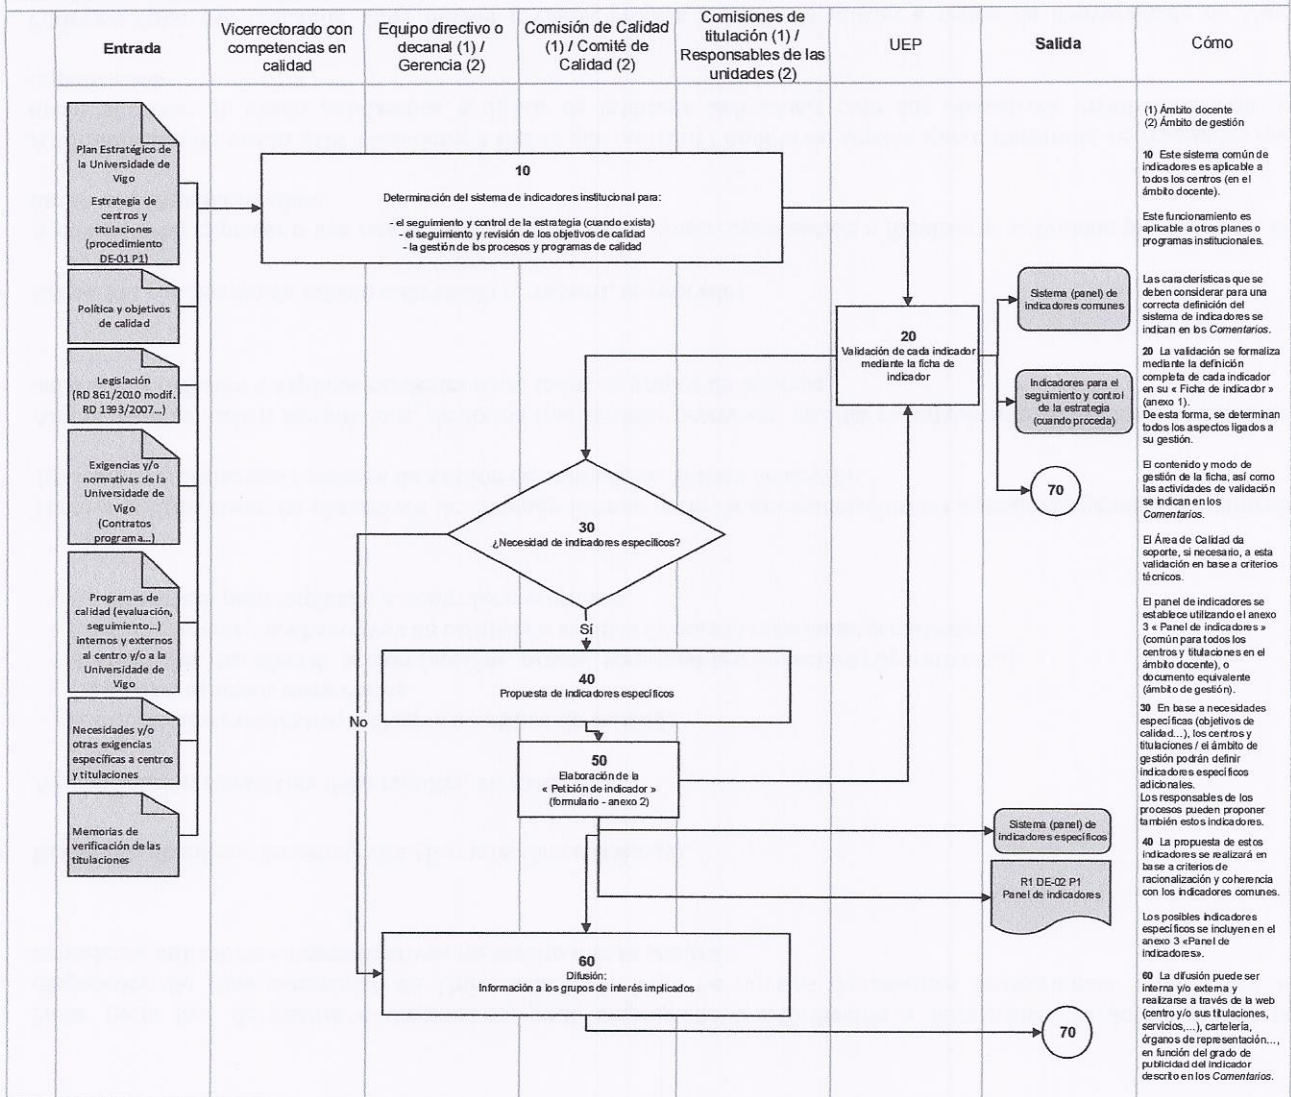 Entrada
Vicerrectorado con
competencias en
calidad
Equipo directivo o
decanal (1) /
Gerencia (2)
Comisión de Calidad
(1) / Comité de
Calidad (2)
Comisiones de
titulación (1) /
Responsables de las
unidades (2)
UEP
Salida
Cómo
Plan Estratégico de
la Universidade de
Vigo
Estrategia de
centros y
titulaciones
(procedimiento
DE-01 P1)
Política y objetivos
de calidad
Legislación
(RD 861/2010 modif.
RD 1393/2007...)
Exigencias y/o
normativas de la
Universidade de
Vigo
(Contratos
programa...)
Programas de
calidad (evaluación,
seguimiento...)
internos y externos
al centro y/o a la
Universidade de
Vigo
Necesidades y/o
otras exigencias
específicas a centros
y titulaciones
Memorias de
verificación de las
titulaciones
10
Determinación del sistema de indicadores institucional para:
- el seguimiento y control de la estrategia (cuando exista)
- el seguimiento y revisión de los objetivos de calidad
- la gestión de los procesos y programas de calidad
20
Validación de cada indicador
mediante la ficha de
indicador
30
¿Necesidad de indicadores específicos?
Sí
No
40
Propuesta de indicadores específicos
50
Elaboración de la
« Petición de indicador »
(formulario - anexo 2)
60
Difusión:
Información a los grupos de interés implicados
Sistema (panel) de
indicadores comunes
Indicadores para el
seguimiento y control
de la estrategia
(cuando proceda)
70
Sistema (panel) de
indicadores específicos
R1 DE-02 P1
Panel de indicadores
70
(1) Ámbito docente
(2) Ámbito de gestión
10 Este sistema común de
indicadores es aplicable a
todos los centros (en el
ámbito docente).
Este funcionamiento es
aplicable a otros planes o
programas institucionales.
Las características que se
deben considerar para una
correcta definición del
sistema de indicadores se
indican en los Comentarios.
20 La validación se formaliza
mediante la definición
completa de cada indicador
en su « Ficha de indicador »
(anexo 1).
De esta forma, se determinan
todos los aspectos ligados a
su gestión.
El contenido y modo de
gestión de la ficha, así como
las actividades de validación
se indican en los
Comentarios.
El Área de Calidad da
soporte, si necesario, a esta
validación en base a criterios
técnicos.
El panel de indicadores se
establece utilizando el anexo
3 « Panel de indicadores »
(común para todos los
centros y titulaciones en el
ámbito docente), o
documento equivalente
(ámbito de gestión).
30 En base a necesidades
específicas (objetivos de
calidad...), los centros y
titulaciones / el ámbito de
gestión podrán definir
indicadores específicos
adicionales.
Los responsables de los
procesos pueden proponer
también estos indicadores.
40 La propuesta de estos
indicadores se realizará en
base a criterios de
racionalización y coherencia
con los indicadores comunes.
Los posibles indicadores
específicos se incluyen en el
anexo 3 «Panel de
indicadores».
60 La difusión puede ser
interna y/o externa y
realizarse a través de la web
(centro y/o sus titulaciones,
servicios,...), cartelería,
órganos de representación...,
en función del grado de
publicidad del indicador
descrito en los Comentarios.